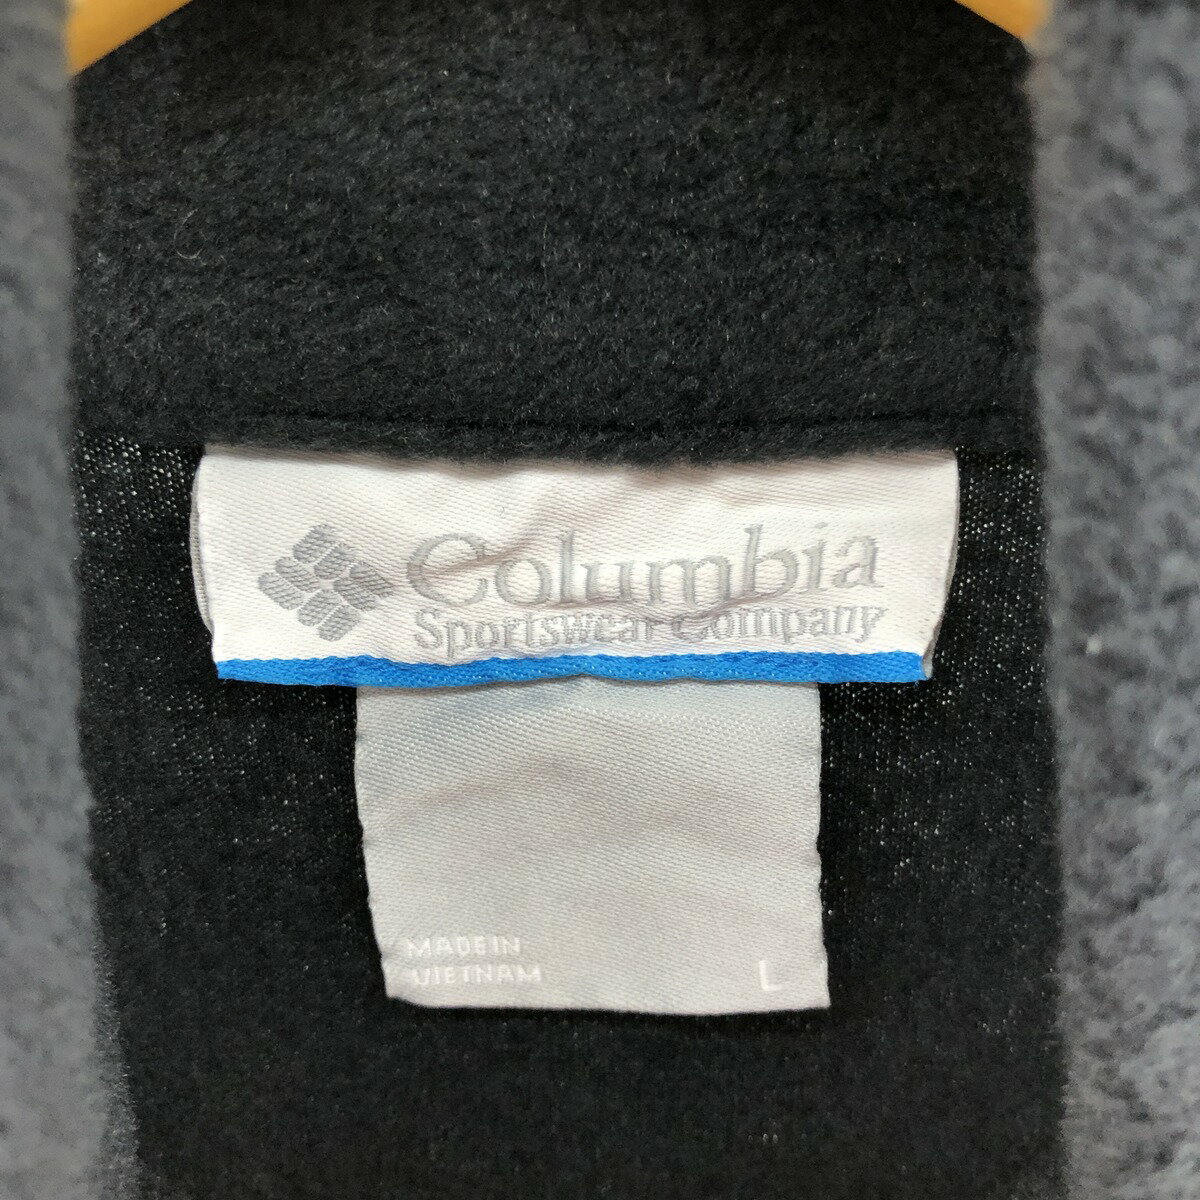 Columbia
Sportswear Company
MADE IN
VIETNAM
L